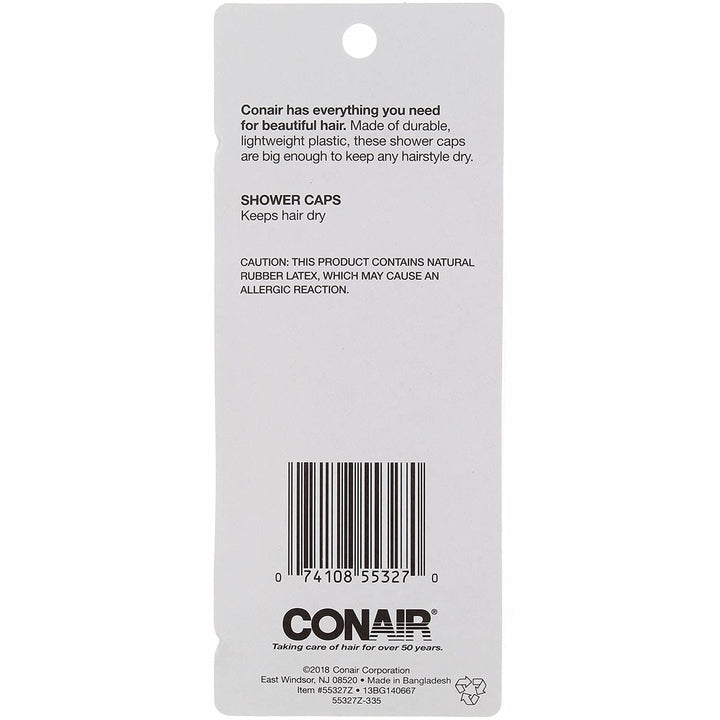 Conair has everything you need
for beautiful hair. Made of durable,
lightweight plastic, these shower caps
are big enough to keep any hairstyle dry.
SHOWER CAPS
Keeps hair dry
CAUTION: THIS PRODUCT CONTAINS NATURAL
RUBBER LATEX, WHICH MAY CAUSE AN
ALLERGIC REACTION.
0 74108 55327 0
CONAIR®
Taking care of hair for over 50 years.
©2018 Conair Corporation
East Windsor, NJ 08520 • Made in Bangladesh
Item #55327Z • 13BG140667
55327Z-335